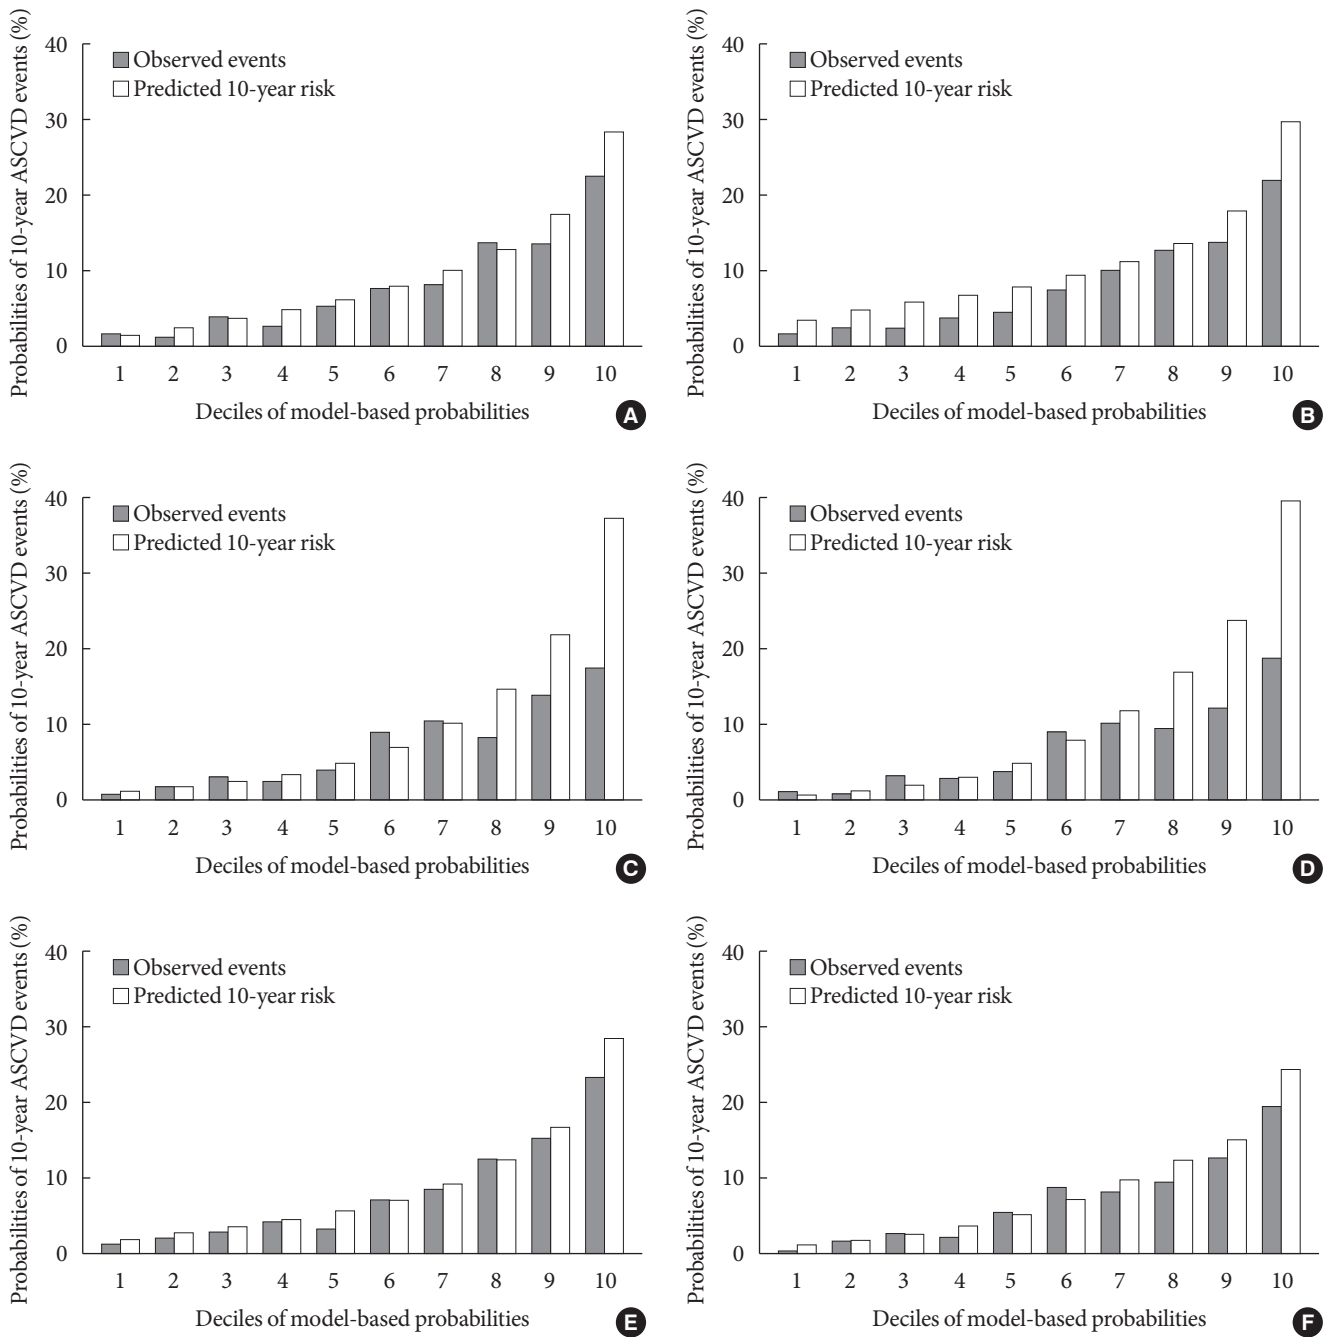 Probabilities of 10-year ASCVD events (%)
40
30
20
10
0
Observed events
Predicted 10-year risk
1 2 3 4 5 6 7 8 9 10
Deciles of model-based probabilities
A
Probabilities of 10-year ASCVD events (%)
40
30
20
10
0
Observed events
Predicted 10-year risk
1 2 3 4 5 6 7 8 9 10
Deciles of model-based probabilities
B
Probabilities of 10-year ASCVD events (%)
40
30
20
10
0
Observed events
Predicted 10-year risk
1 2 3 4 5 6 7 8 9 10
Deciles of model-based probabilities
C
Probabilities of 10-year ASCVD events (%)
40
30
20
10
0
Observed events
Predicted 10-year risk
1 2 3 4 5 6 7 8 9 10
Deciles of model-based probabilities
D
Probabilities of 10-year ASCVD events (%)
40
30
20
10
0
Observed events
Predicted 10-year risk
1 2 3 4 5 6 7 8 9 10
Deciles of model-based probabilities
E
Probabilities of 10-year ASCVD events (%)
40
30
20
10
0
Observed events
Predicted 10-year risk
1 2 3 4 5 6 7 8 9 10
Deciles of model-based probabilities
F